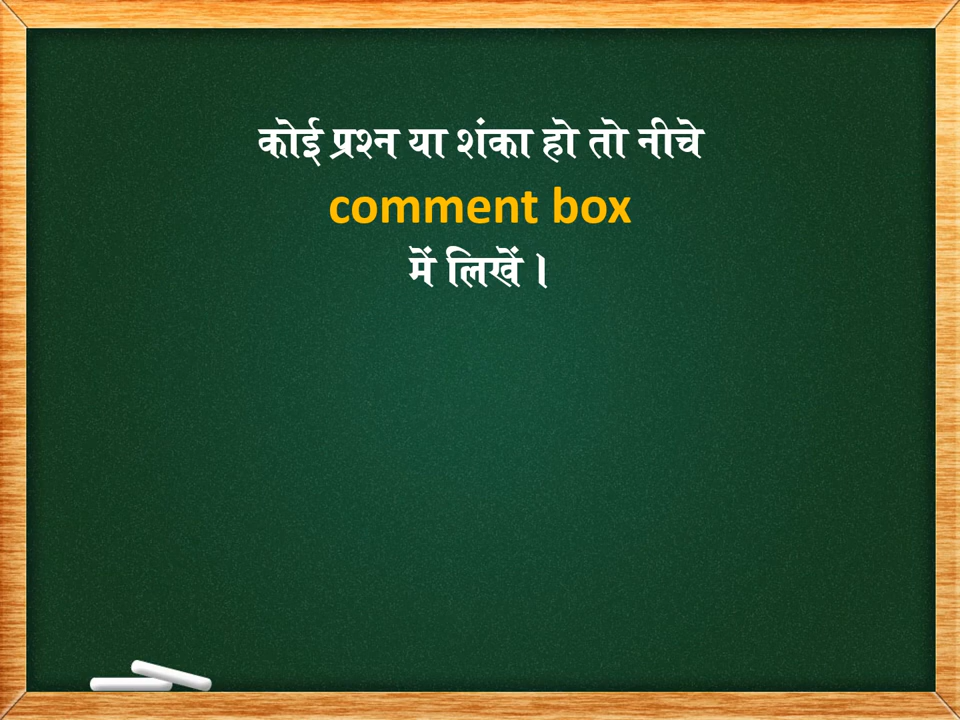 कोई प्रश्न या शंका हो तो नीचे
comment box
में लिखें ।